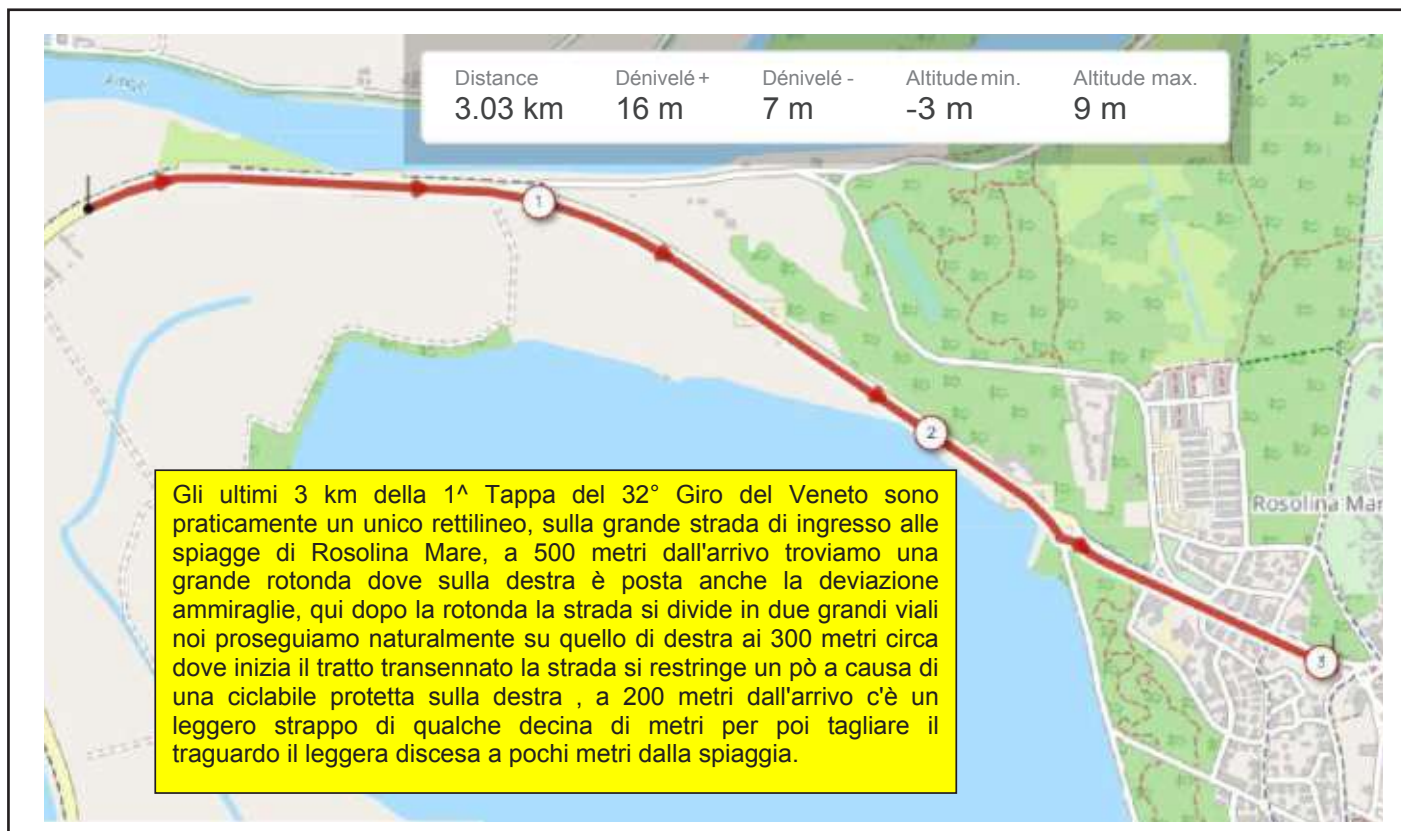 Distance Dénivelé + Dénivelé - Altitude min. Altitude max.
3.03 km 16 m 7 m -3 m 9 m
1
2
Gli ultimi 3 km della 1^ Tappa del 32° Giro del Veneto sono
praticamente un unico rettilineo, sulla grande strada di ingresso alle
spiagge di Rosolina Mare, a 500 metri dall'arrivo troviamo una
grande rotonda dove sulla destra è posta anche la deviazione
ammiraglie, qui dopo la rotonda la strada si divide in due grandi viali
noi proseguiamo naturalmente su quello di destra ai 300 metri circa
dove inizia il tratto transennato la strada si restringe un pò a causa di
una ciclabile protetta sulla destra , a 200 metri dall'arrivo c'è un
leggero strappo di qualche decina di metri per poi tagliare il
traguardo il leggera discesa a pochi metri dalla spiaggia.
Rosolina Mar
3